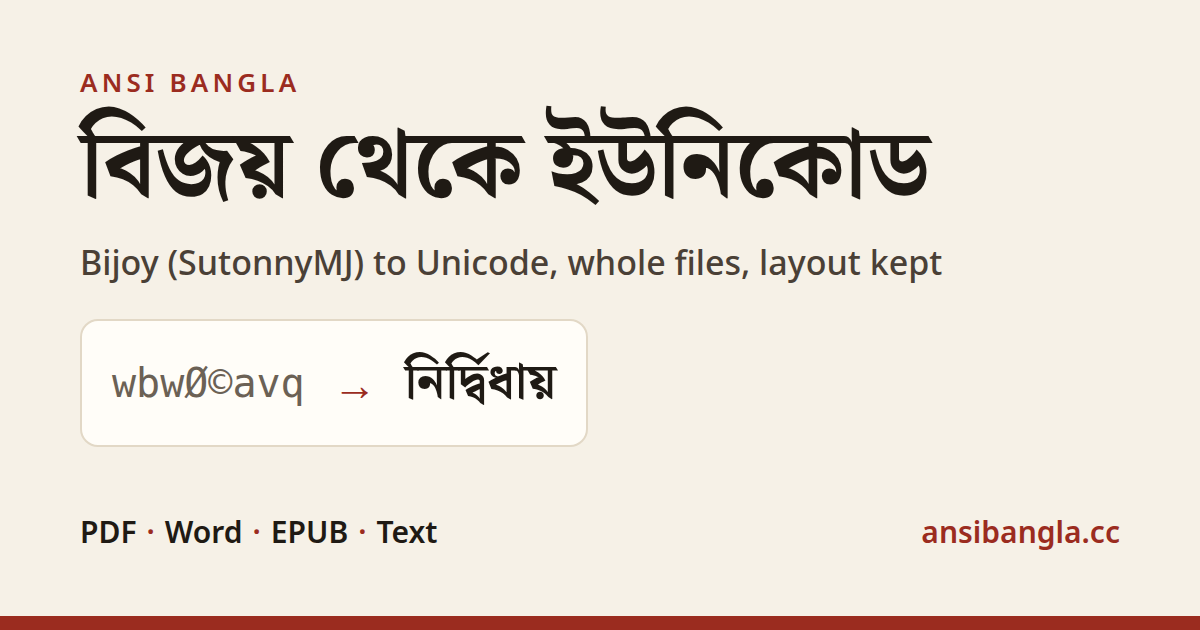 ANSI BANGLA
বিজয় থেকে ইউনিকোড
Bijoy (SutonnyMJ) to Unicode, whole files, layout kept
wbwØ©avq → নির্দ্বিধায়
PDF · Word · EPUB · Text
ansibangla.cc